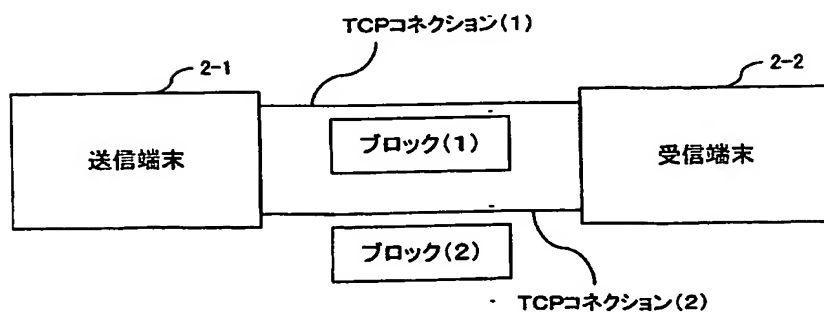 TCPコネクション(1)
2-1
2-2
送信端末
ブロック(1)
受信端末
ブロック(2)
TCPコネクション(2)